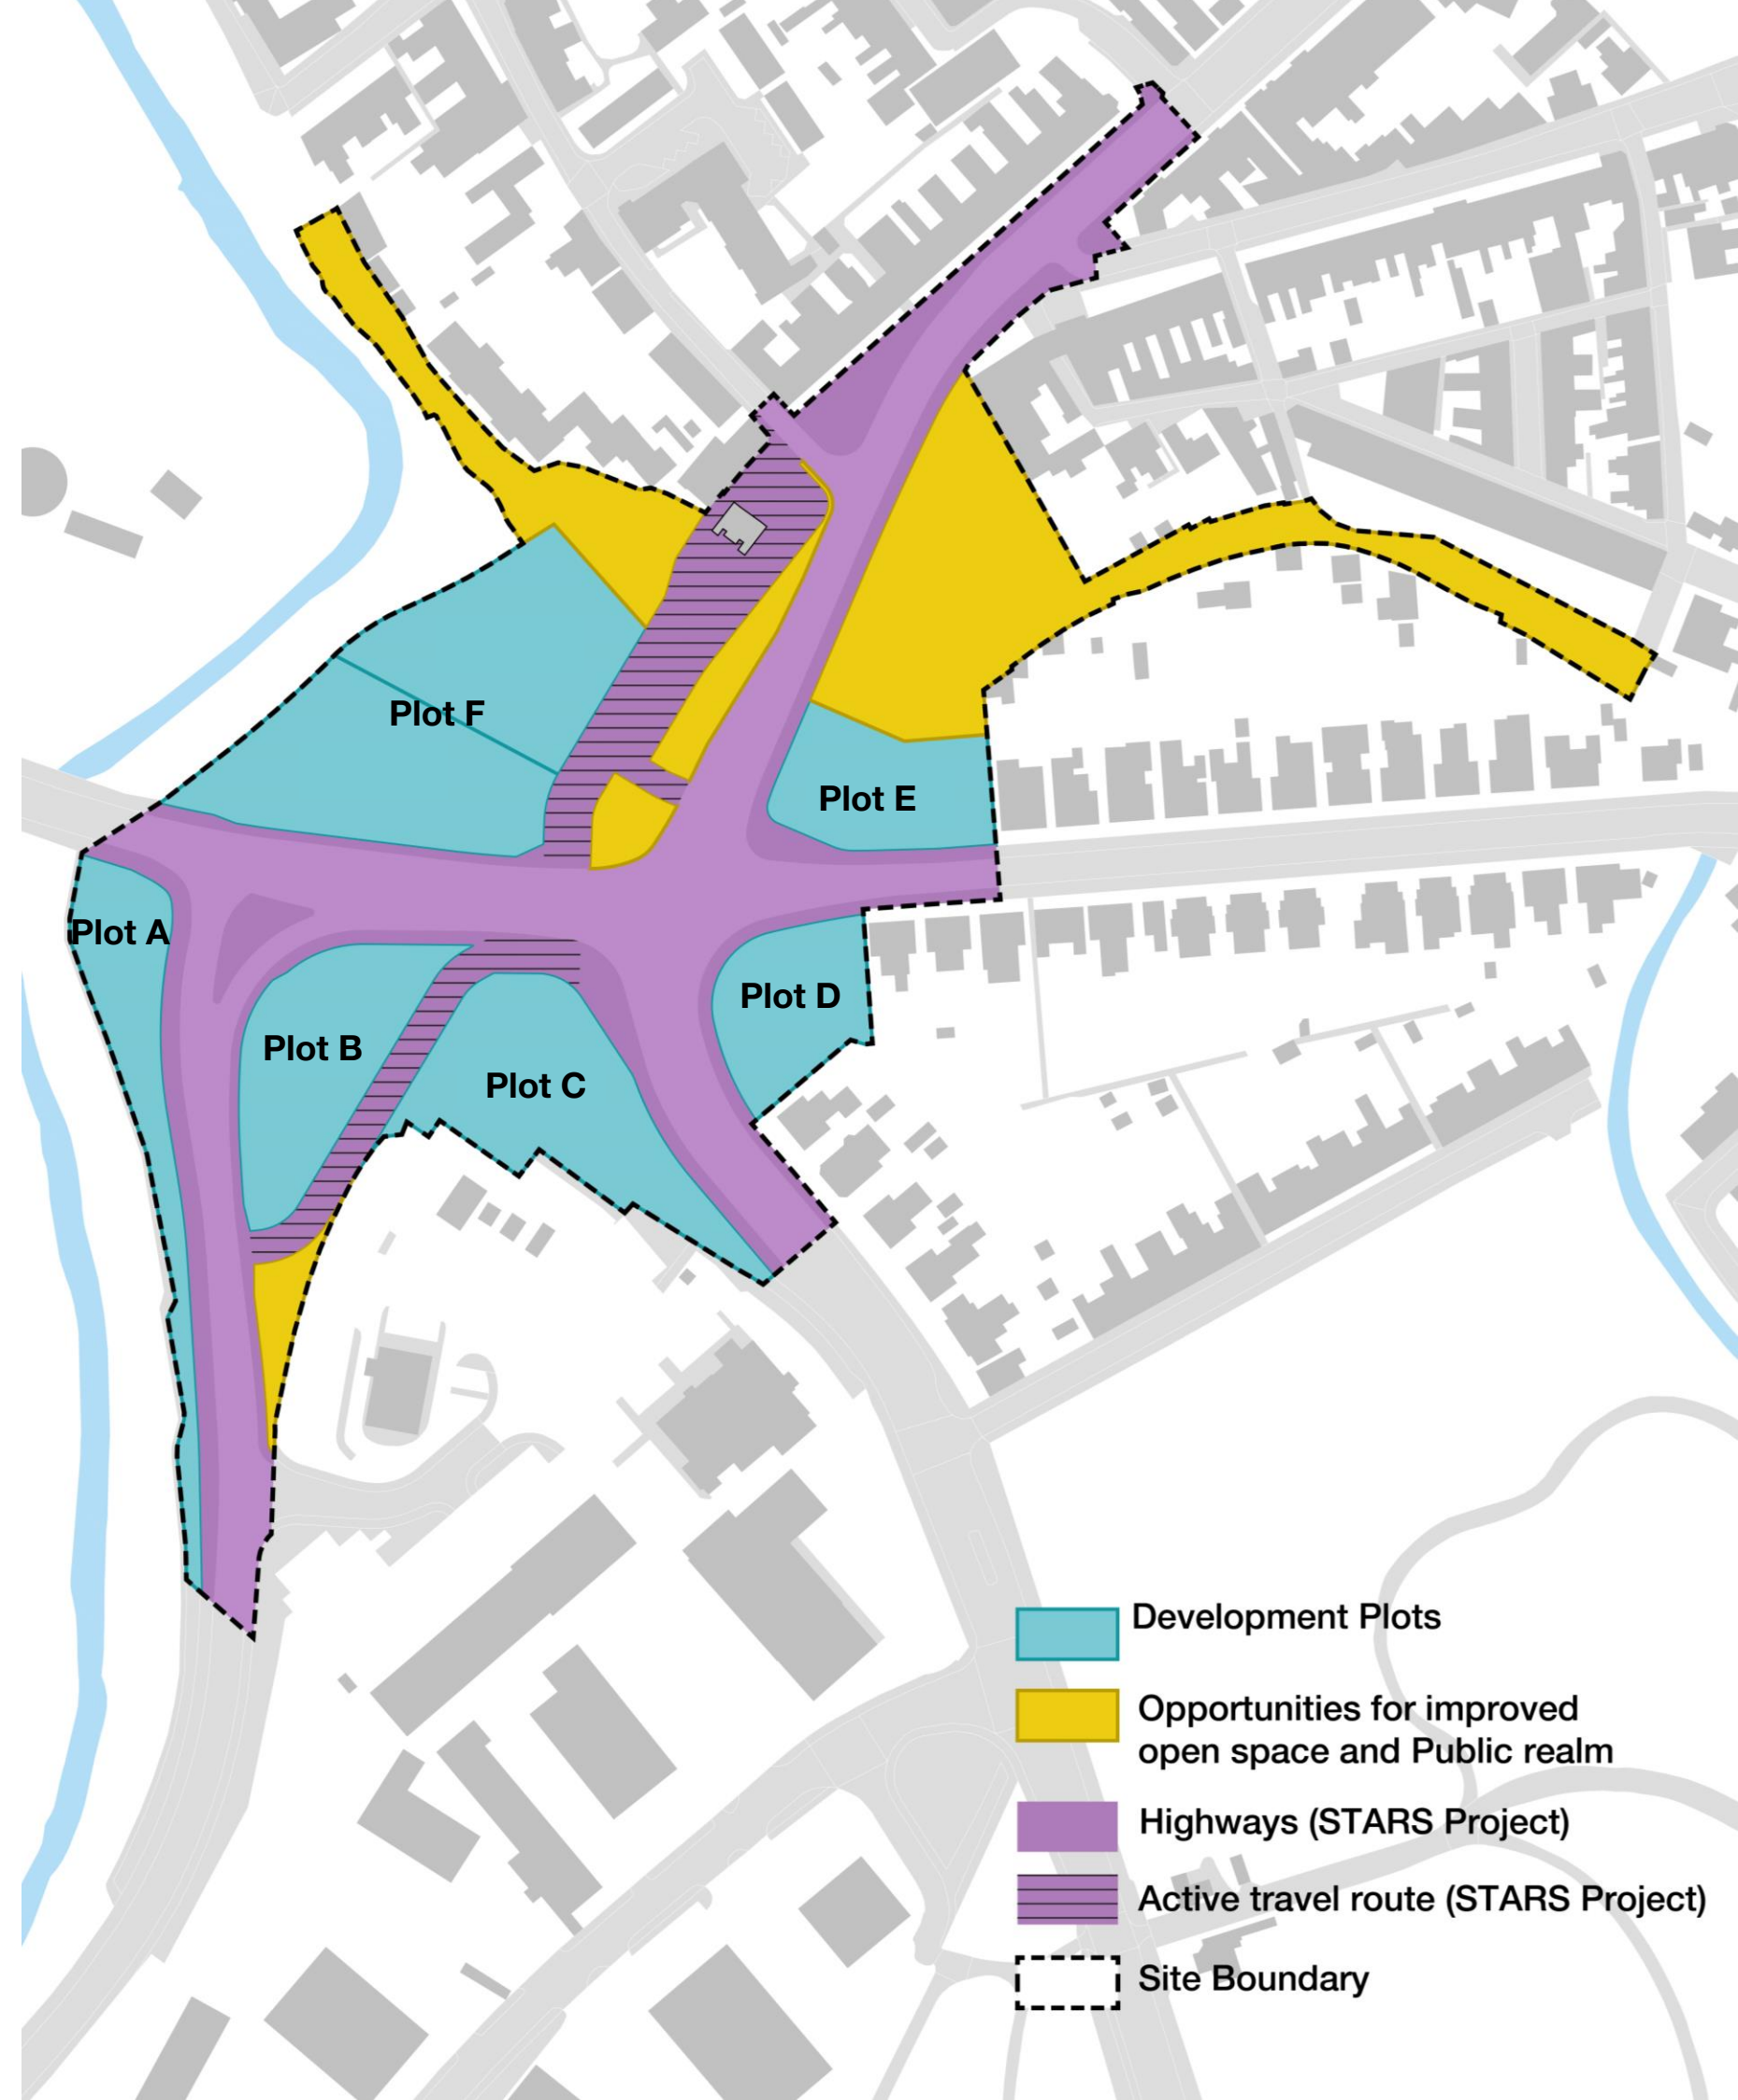 Plot F
Plot E
Plot A
Plot D
Plot B
Plot C
Development Plots
Opportunities for improved
open space and Public realm
Highways (STARS Project)
Active travel route (STARS Project)
Site Boundary